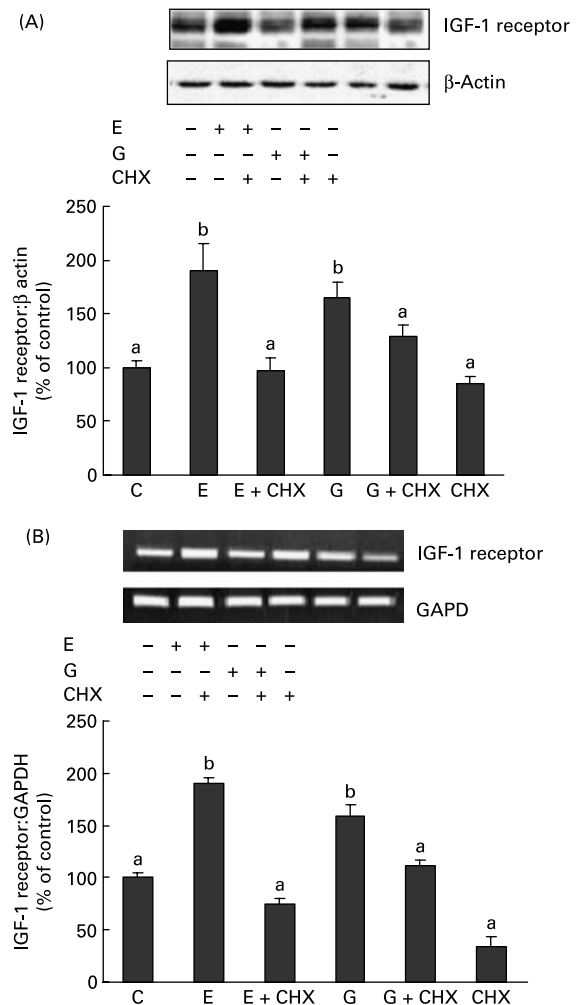 (A)
IGF-1 receptor
β-Actin
E – + + – – –
G – – – + + –
CHX – – + – + +
IGF-1 receptor:β actin
(% of control)
250
200
150
100
50
0
a
b
a
b
a
a
C E E + CHX G G + CHX CHX
(B)
IGF-1 receptor
GAPD
E – + + – – –
G – – – + + –
CHX – – + – + +
IGF-1 receptor:GAPDH
(% of control)
250
200
150
100
50
0
a
b
a
b
a
a
C E E + CHX G G + CHX CHX